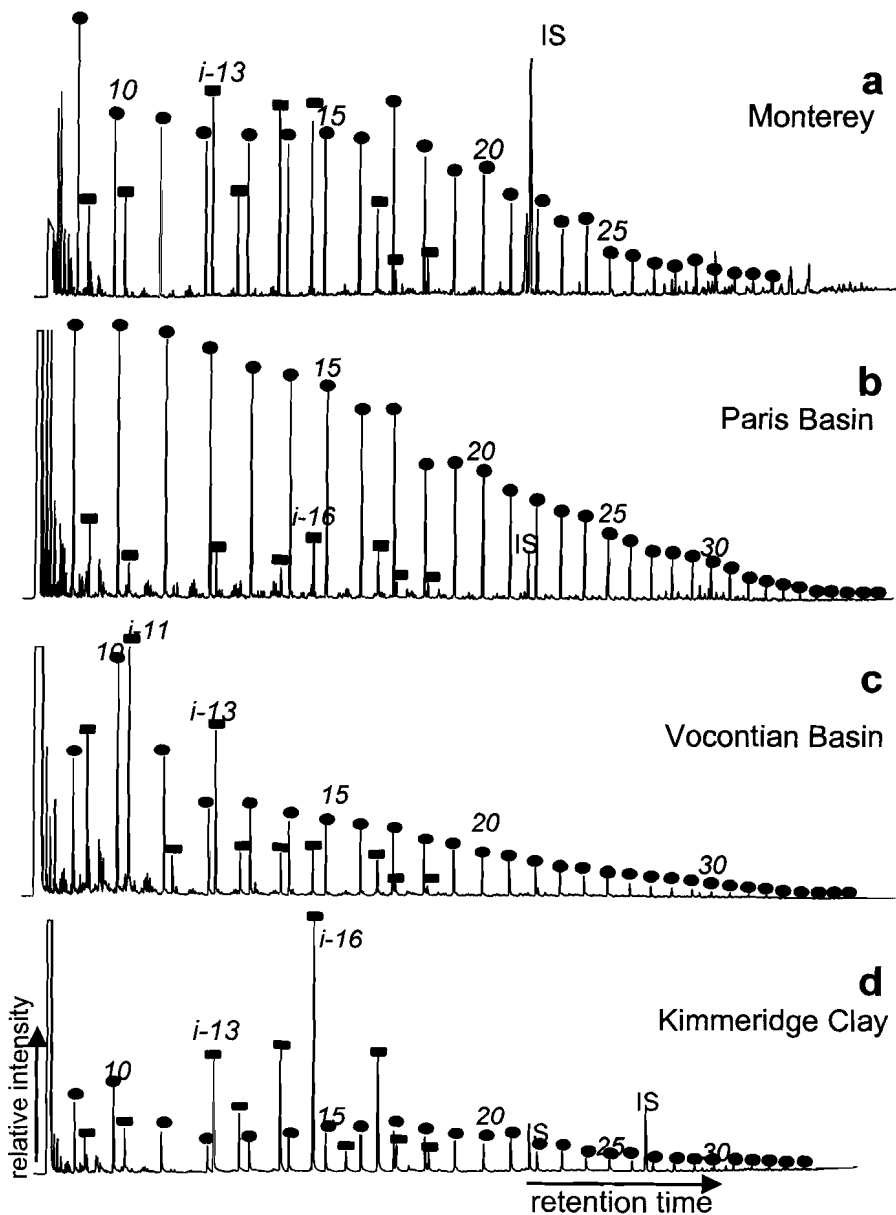 IS
i-13
a
10
15
Monterey
20
25
15
b
Paris Basin
20
i-16
25
IS
30
i-11
10
c
i-13
Vocontian Basin
15
20
30
i-16
d
Kimmeridge Clay
i-13
10
IS
15
20
IS
25
30
relative intensity
retention time